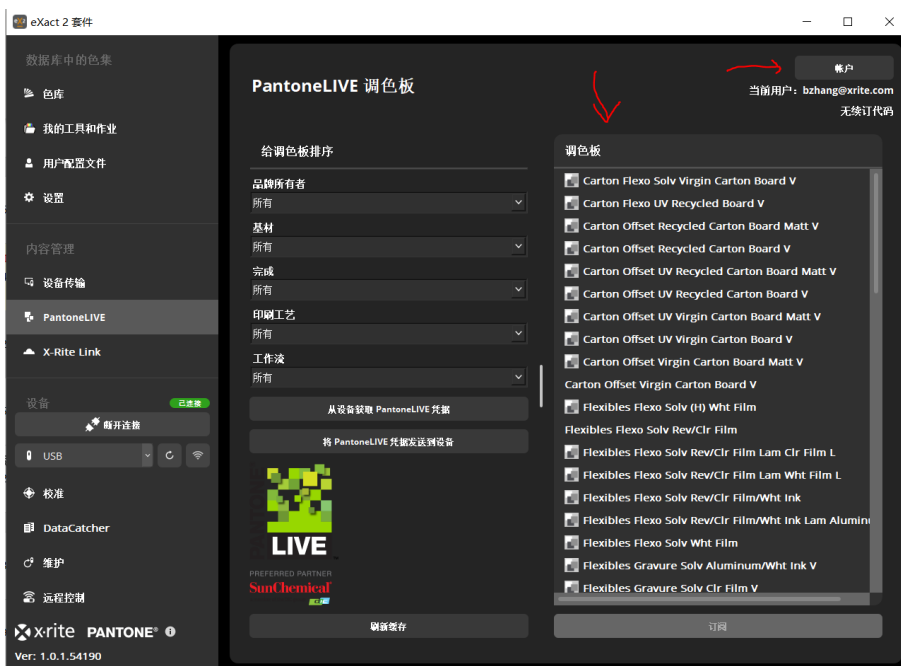 eXact 2 套件
数据库中的色集
色库
我的工具和作业
用户配置文件
设置
内容管理
设备传输
PantoneLIVE
X-Rite Link
设备
已连接
断开连接
USB
校准
DataCatcher
维护
远程控制
x·rite PANTONE®
Ver: 1.0.1.54190
PantoneLIVE 调色板
帐户
当前用户: bzhang@xrite.com
无续订代码
给调色板排序
品牌所有者
所有
基材
所有
完成
所有
印刷工艺
所有
工作流
所有
从设备获取 PantoneLIVE 凭据
将 PantoneLIVE 凭据发送到设备
PANTONE
LIVE
PREFERRED PARTNER
SunChemical
刷新缓存
调色板
Carton Flexo Solv Virgin Carton Board V
Carton Flexo UV Recycled Board V
Carton Offset Recycled Carton Board Matt V
Carton Offset Recycled Carton Board V
Carton Offset UV Recycled Carton Board Matt V
Carton Offset UV Recycled Carton Board V
Carton Offset UV Virgin Carton Board Matt V
Carton Offset UV Virgin Carton Board V
Carton Offset Virgin Carton Board Matt V
Carton Offset Virgin Carton Board V
Flexibles Flexo Solv (H) Wht Film
Flexibles Flexo Solv Rev/Clr Film
Flexibles Flexo Solv Rev/Clr Film Lam Clr Film L
Flexibles Flexo Solv Rev/Clr Film Lam Wht Film L
Flexibles Flexo Solv Rev/Clr Film/Wht Ink
Flexibles Flexo Solv Rev/Clr Film/Wht Ink Lam Alumin
Flexibles Flexo Solv Wht Film
Flexibles Gravure Solv Aluminum/Wht Ink V
Flexibles Gravure Solv Clr Film V
订阅